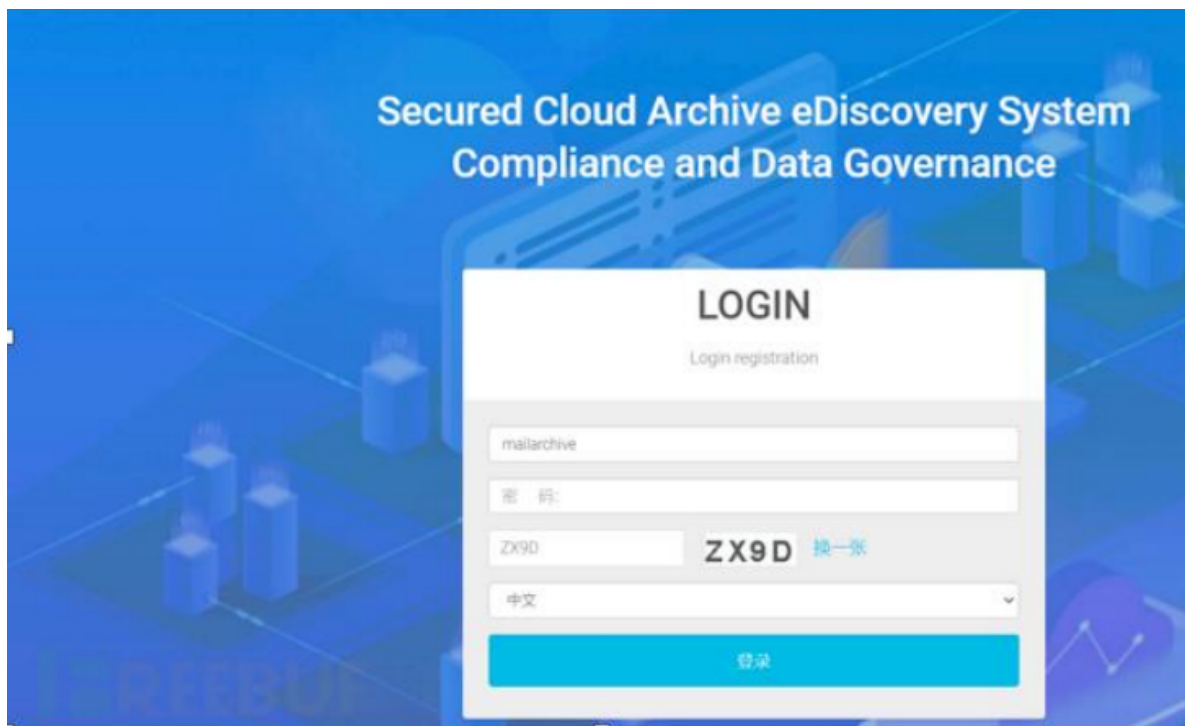 Secured Cloud Archive eDiscovery System
Compliance and Data Governance
LOGIN
Login registration
mailarchive
密 码:
ZX9D ZX9D 换一张
中文
登录
REEBUF